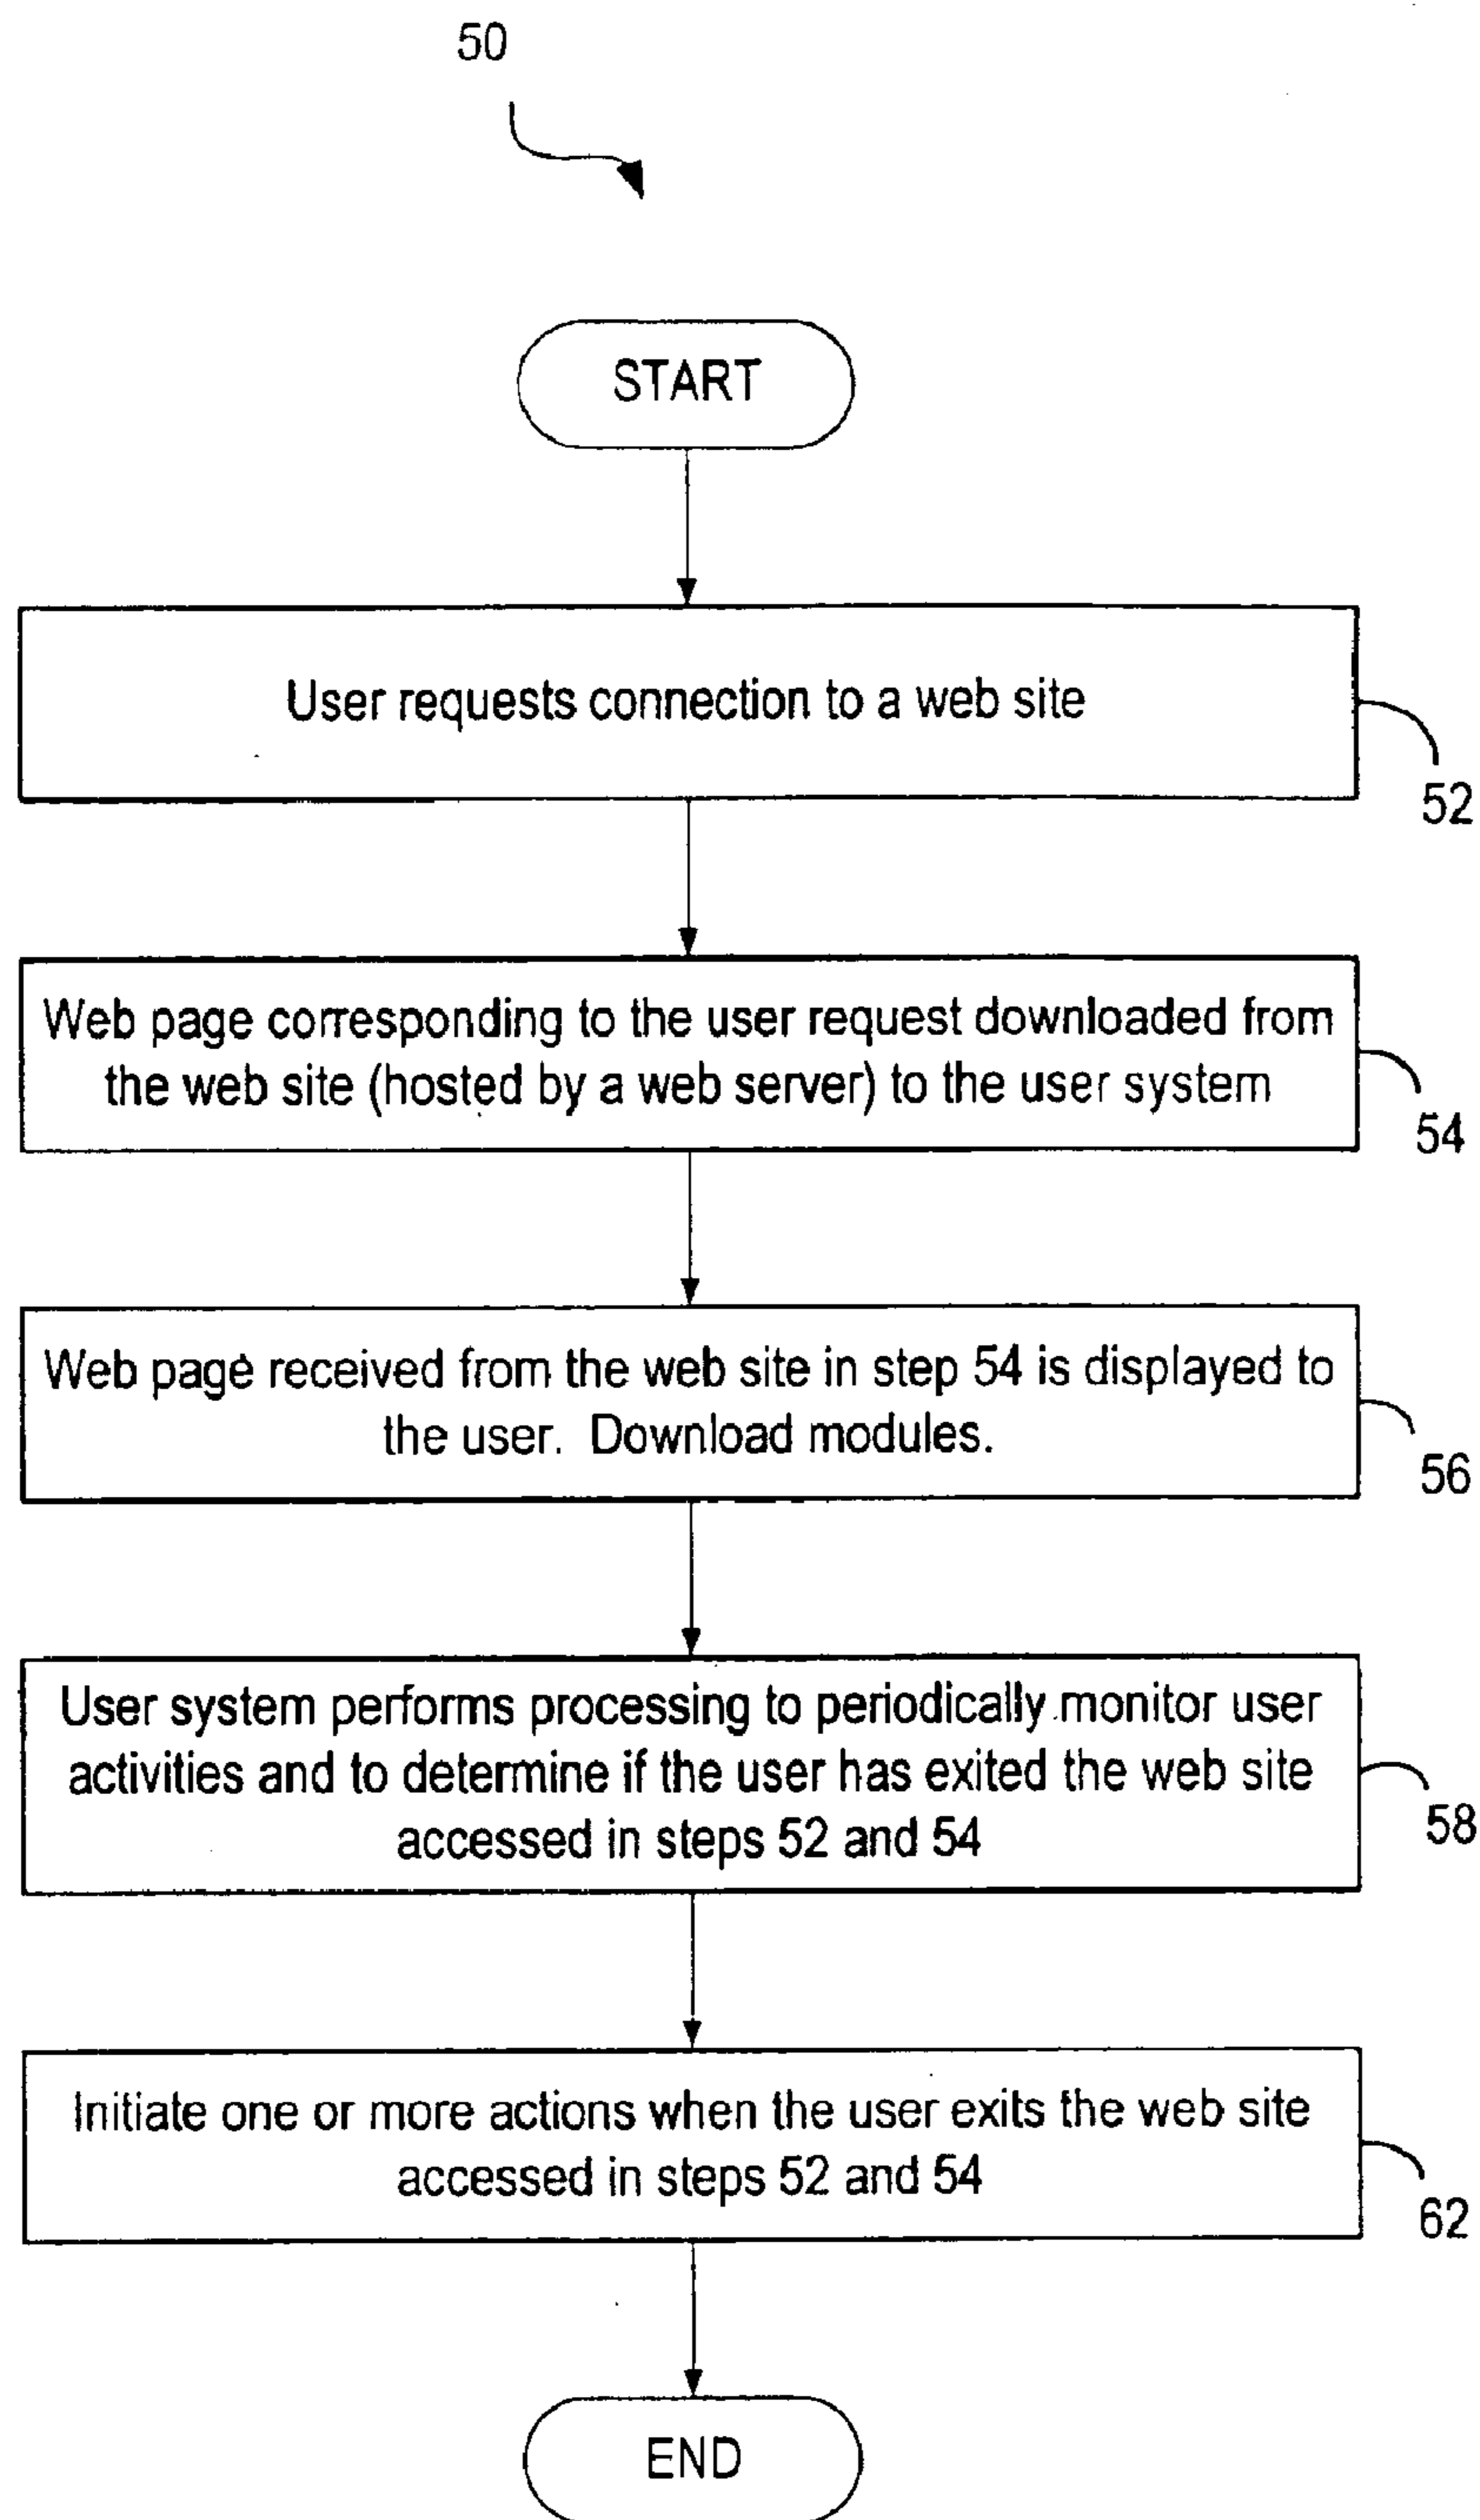 50
START
User requests connection to a web site
52
Web page corresponding to the user request downloaded from
the web site (hosted by a web server) to the user system
54
Web page received from the web site in step 54 is displayed to
the user. Download modules.
56
User system performs processing to periodically monitor user
activities and to determine if the user has exited the web site
accessed in steps 52 and 54
58
Initiate one or more actions when the user exits the web site
accessed in steps 52 and 54
62
END